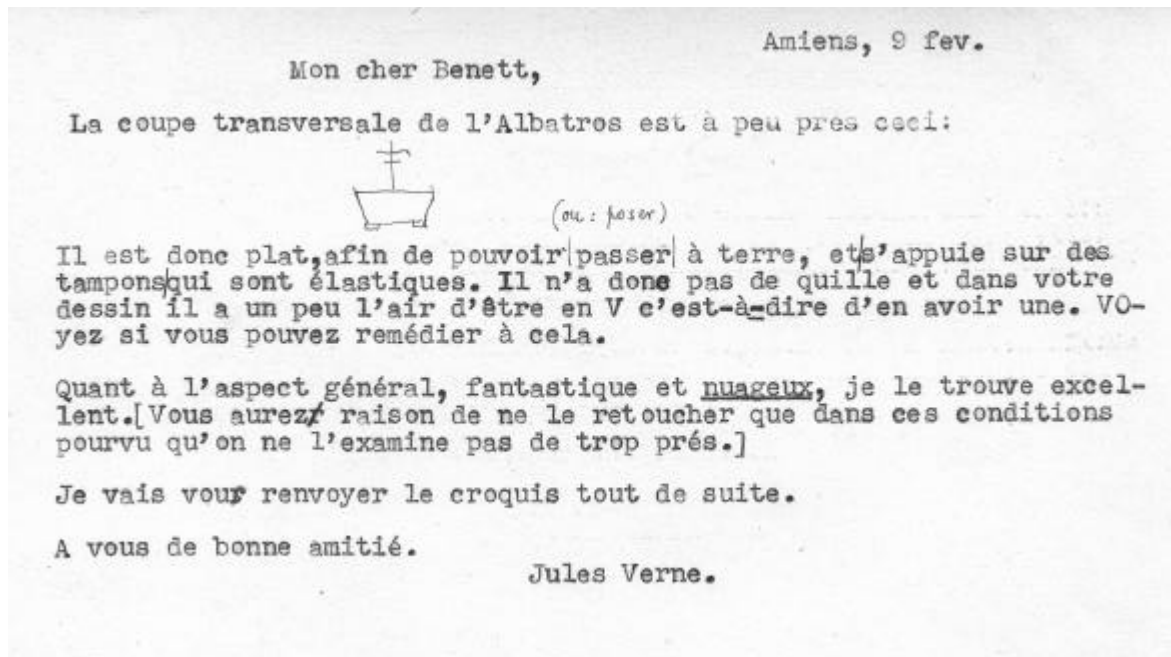 Amiens, 9 fev.
Mon cher Benett,
La coupe transversale de l'Albatros est à peu pres ceci:
(ou : poser)
Il est donc plat,afin de pouvoir|passer| à terre, et|s'appuie sur des
tampons|qui sont élastiques. Il n'a donc pas de quille et dans votre
dessin il a un peu l'air d'être en V c'est-à-dire d'en avoir une. VO-
yez si vous pouvez remédier à cela.
Quant à l'aspect général, fantastique et nuageux, je le trouve excel-
lent.[Vous aurez raison de ne le retoucher que dans ces conditions
pourvu qu'on ne l'examine pas de trop prés.]
Je vais vous renvoyer le croquis tout de suite.
A vous de bonne amitié.
Jules Verne.